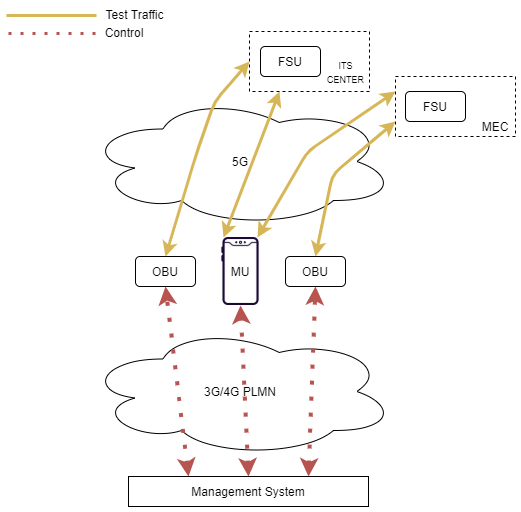 Test Traffic
Control
FSU
ITS
CENTER
FSU
MEC
5G
OBU
MU
OBU
3G/4G PLMN
Management System